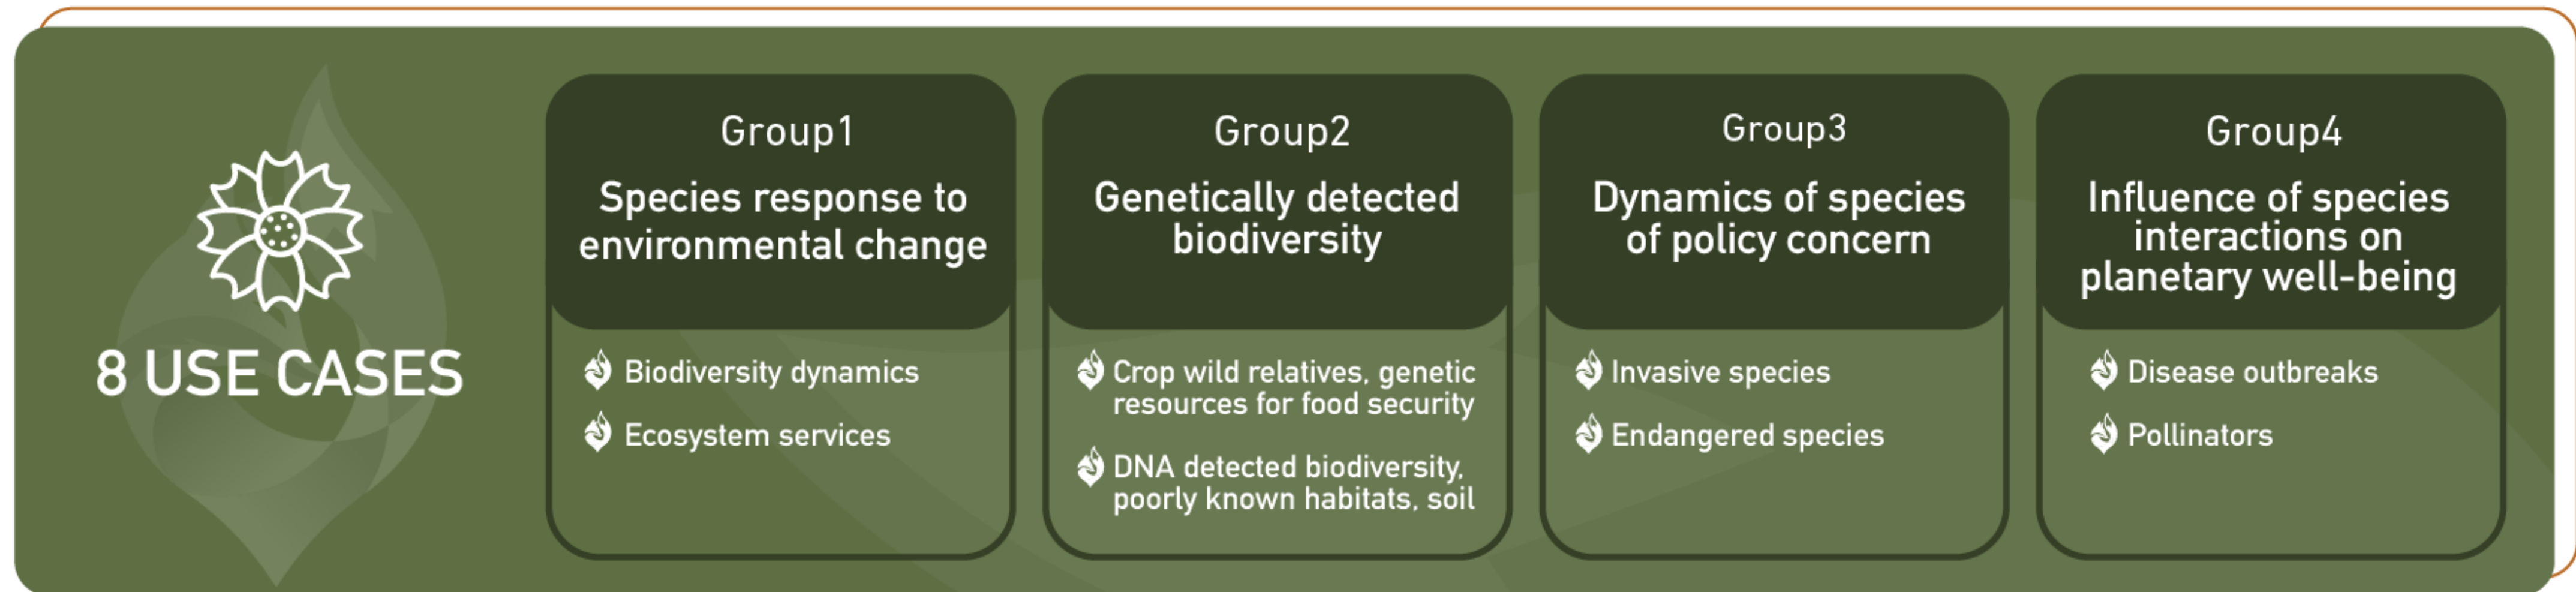 8 USE CASES
Group1
Species response to
environmental change
Biodiversity dynamics
Ecosystem services
Group2
Genetically detected
biodiversity
Crop wild relatives, genetic
resources for food security
DNA detected biodiversity,
poorly known habitats, soil
Group3
Dynamics of species
of policy concern
Invasive species
Endangered species
Group4
Influence of species
interactions on
planetary well-being
Disease outbreaks
Pollinators